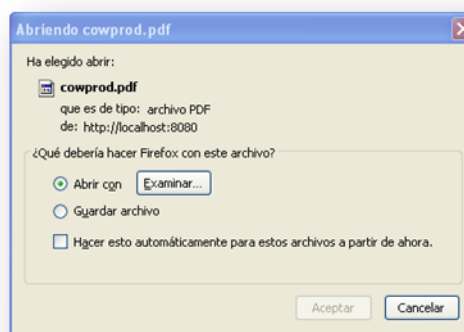 Abriendo cowprod.pdf
Ha elegido abrir:
cowprod.pdf
que es de tipo: archivo PDF
de: http://localhost:8080
¿Qué debería hacer Firefox con este archivo?
Abrir con Examinar...
Guardar archivo
Hacer esto automáticamente para estos archivos a partir de ahora.
Aceptar Cancelar